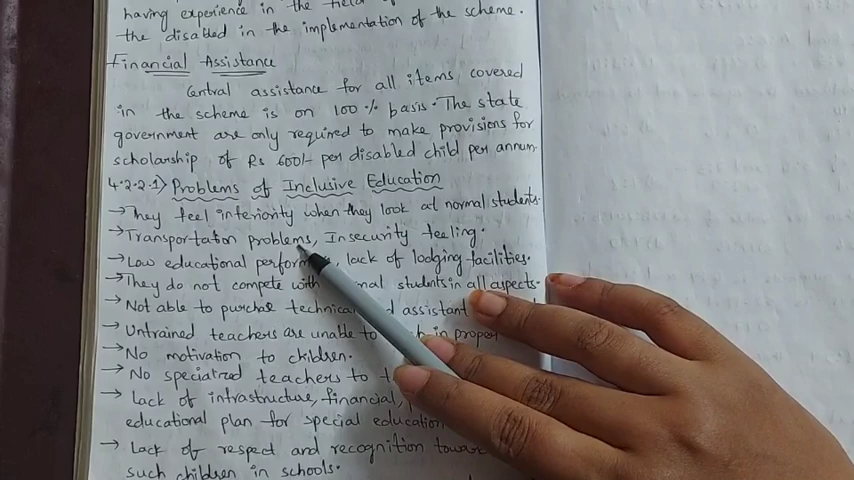 having experience in the field
the disabled in the implementation of the scheme.
Financial Assistance
Central assistance for all items covered
in the scheme is on 100 % basis. The state
government are only required to make provisions for
scholarship of Rs 600/- per disabled child per annum.
4.2.2.1) Problems of Inclusive Education
→ They feel inferiority when they look at normal students.
→ Transportation problems, Insecurity feeling.
→ Low educational , lack of lodging facilities.
→ They do not compete with students in all aspects.
→ Not able to purchase assistant
→ Untrained teachers are unable to in proper
→ No motivation to children.
→ No specialized teachers to
→ Lack of infrastructure, financial,
educational plan for special education
→ Lack of respect and recognition
such children in schools.